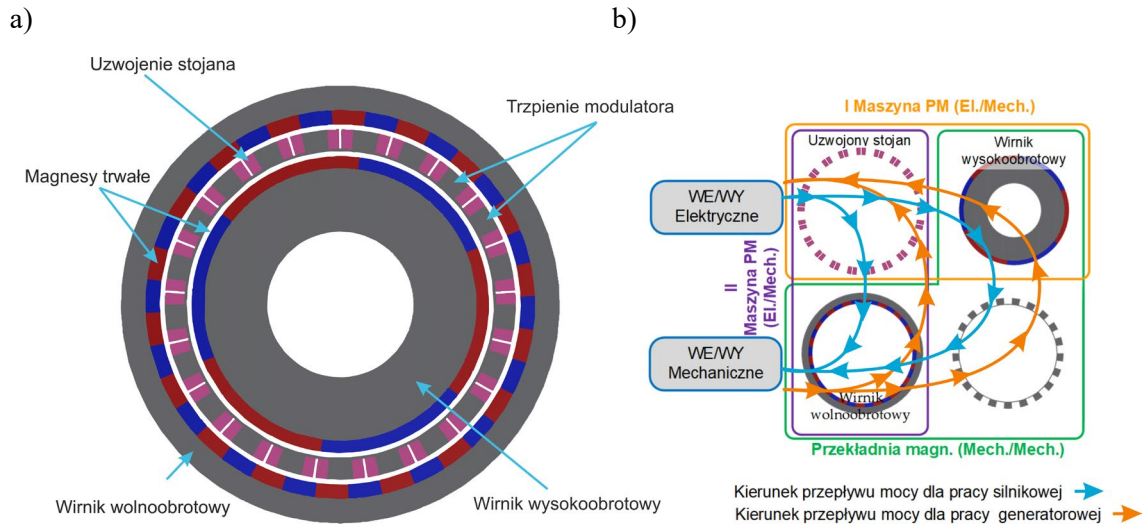 a)
Uzwojenie stojana
Trzpienie modulatora
Magnesy trwałe
Wirnik wolnoobrotowy
Wirnik wysokoobrotowy
b)
I Maszyna PM (El./Mech.)
Uzwojony stojan
Wirnik
wysokoobrotowy
WE/WY
Elektryczne
II
Maszyna PM
(El./Mech.)
WE/WY
Mechaniczne
Wirnik
wolnoobrotowy
Przekładnia magn. (Mech./Mech.)
Kierunek przepływu mocy dla pracy silnikowej
Kierunek przepływu mocy dla pracy generatorowej